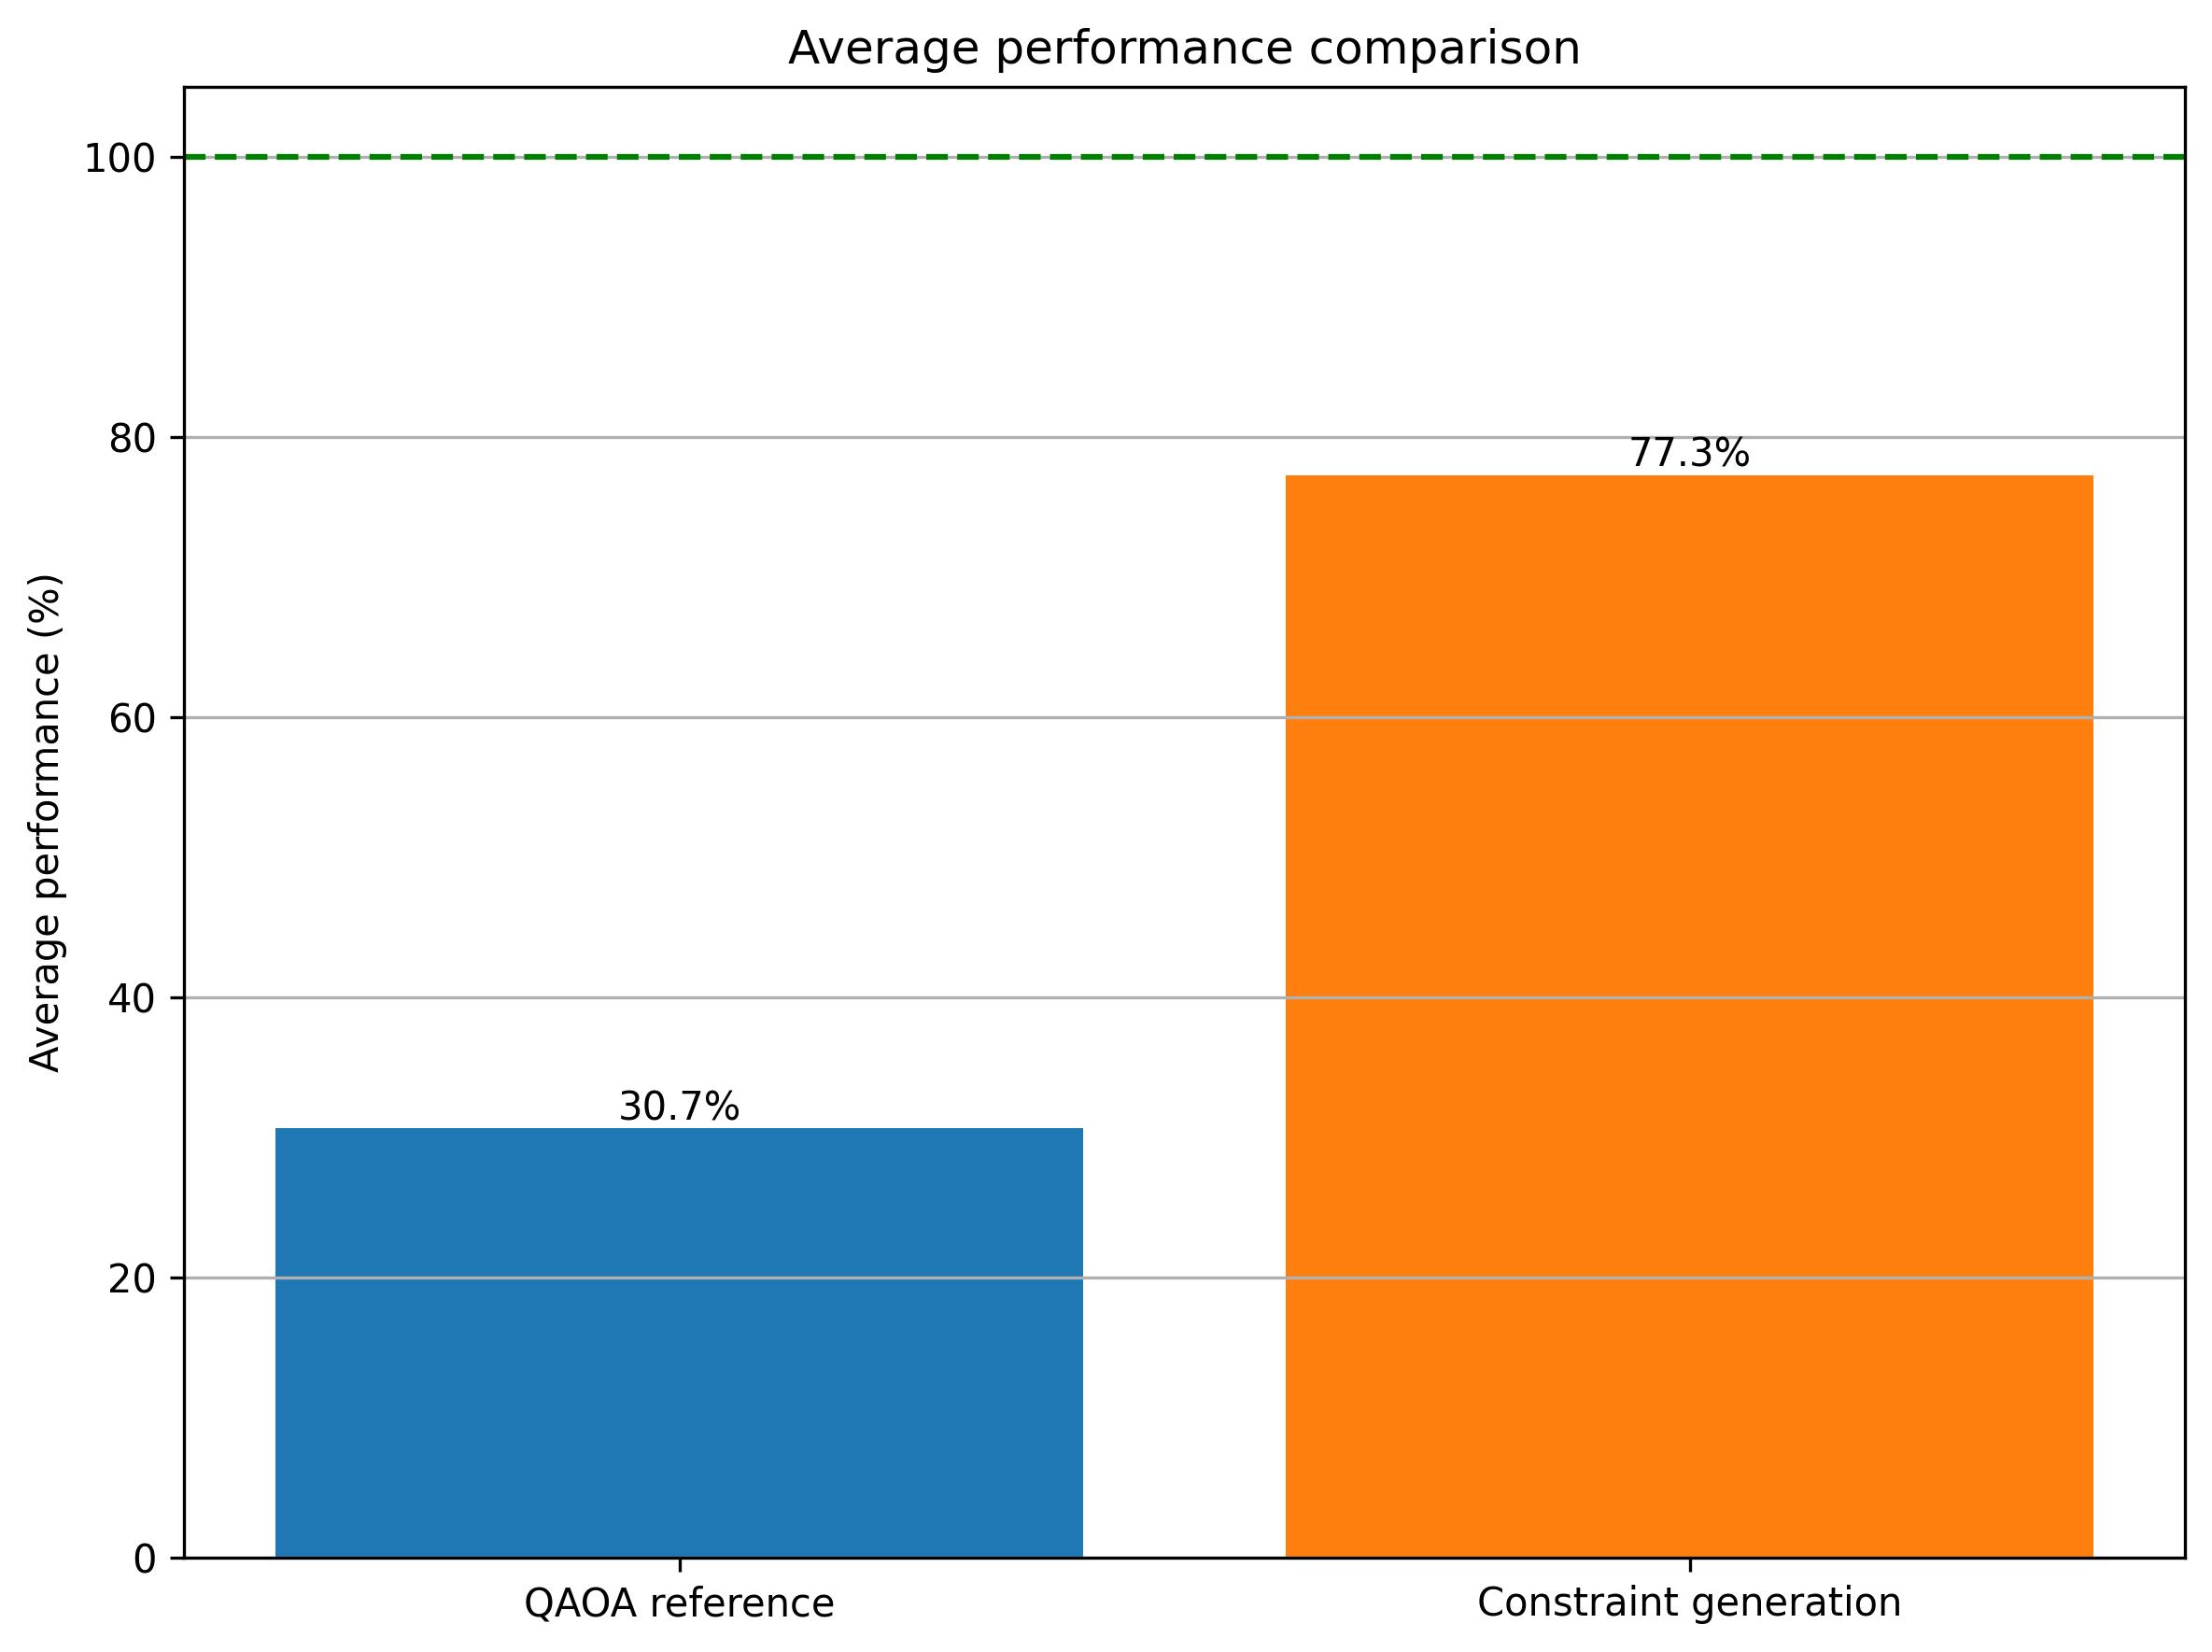 Average performance comparison
Average performance (%)
100
80
60
40
20
0
77.3%
30.7%
QAOA reference
Constraint generation